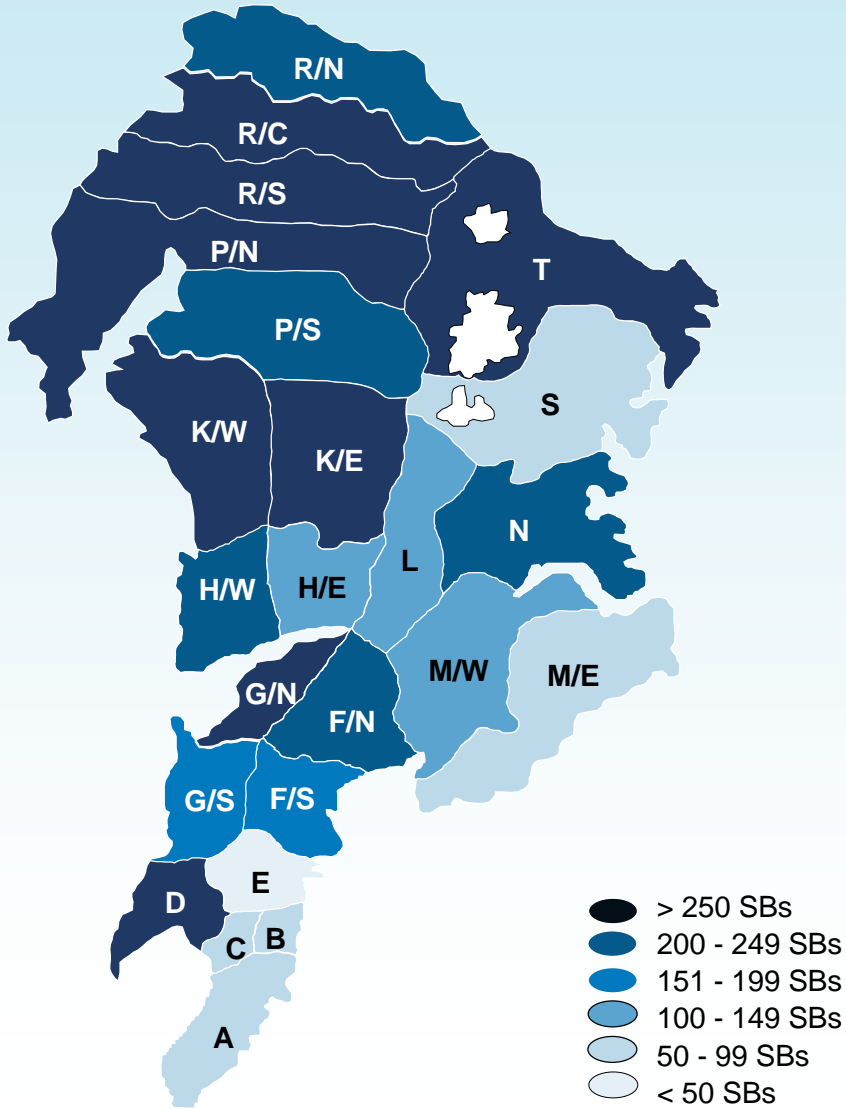 R/N
R/C
R/S
P/N
T
P/S
S
K/W
K/E
N
L
H/W
H/E
M/W
M/E
G/N
F/N
G/S
F/S
E
D
B
C
A
> 250 SBs
200 - 249 SBs
151 - 199 SBs
100 - 149 SBs
50 - 99 SBs
< 50 SBs